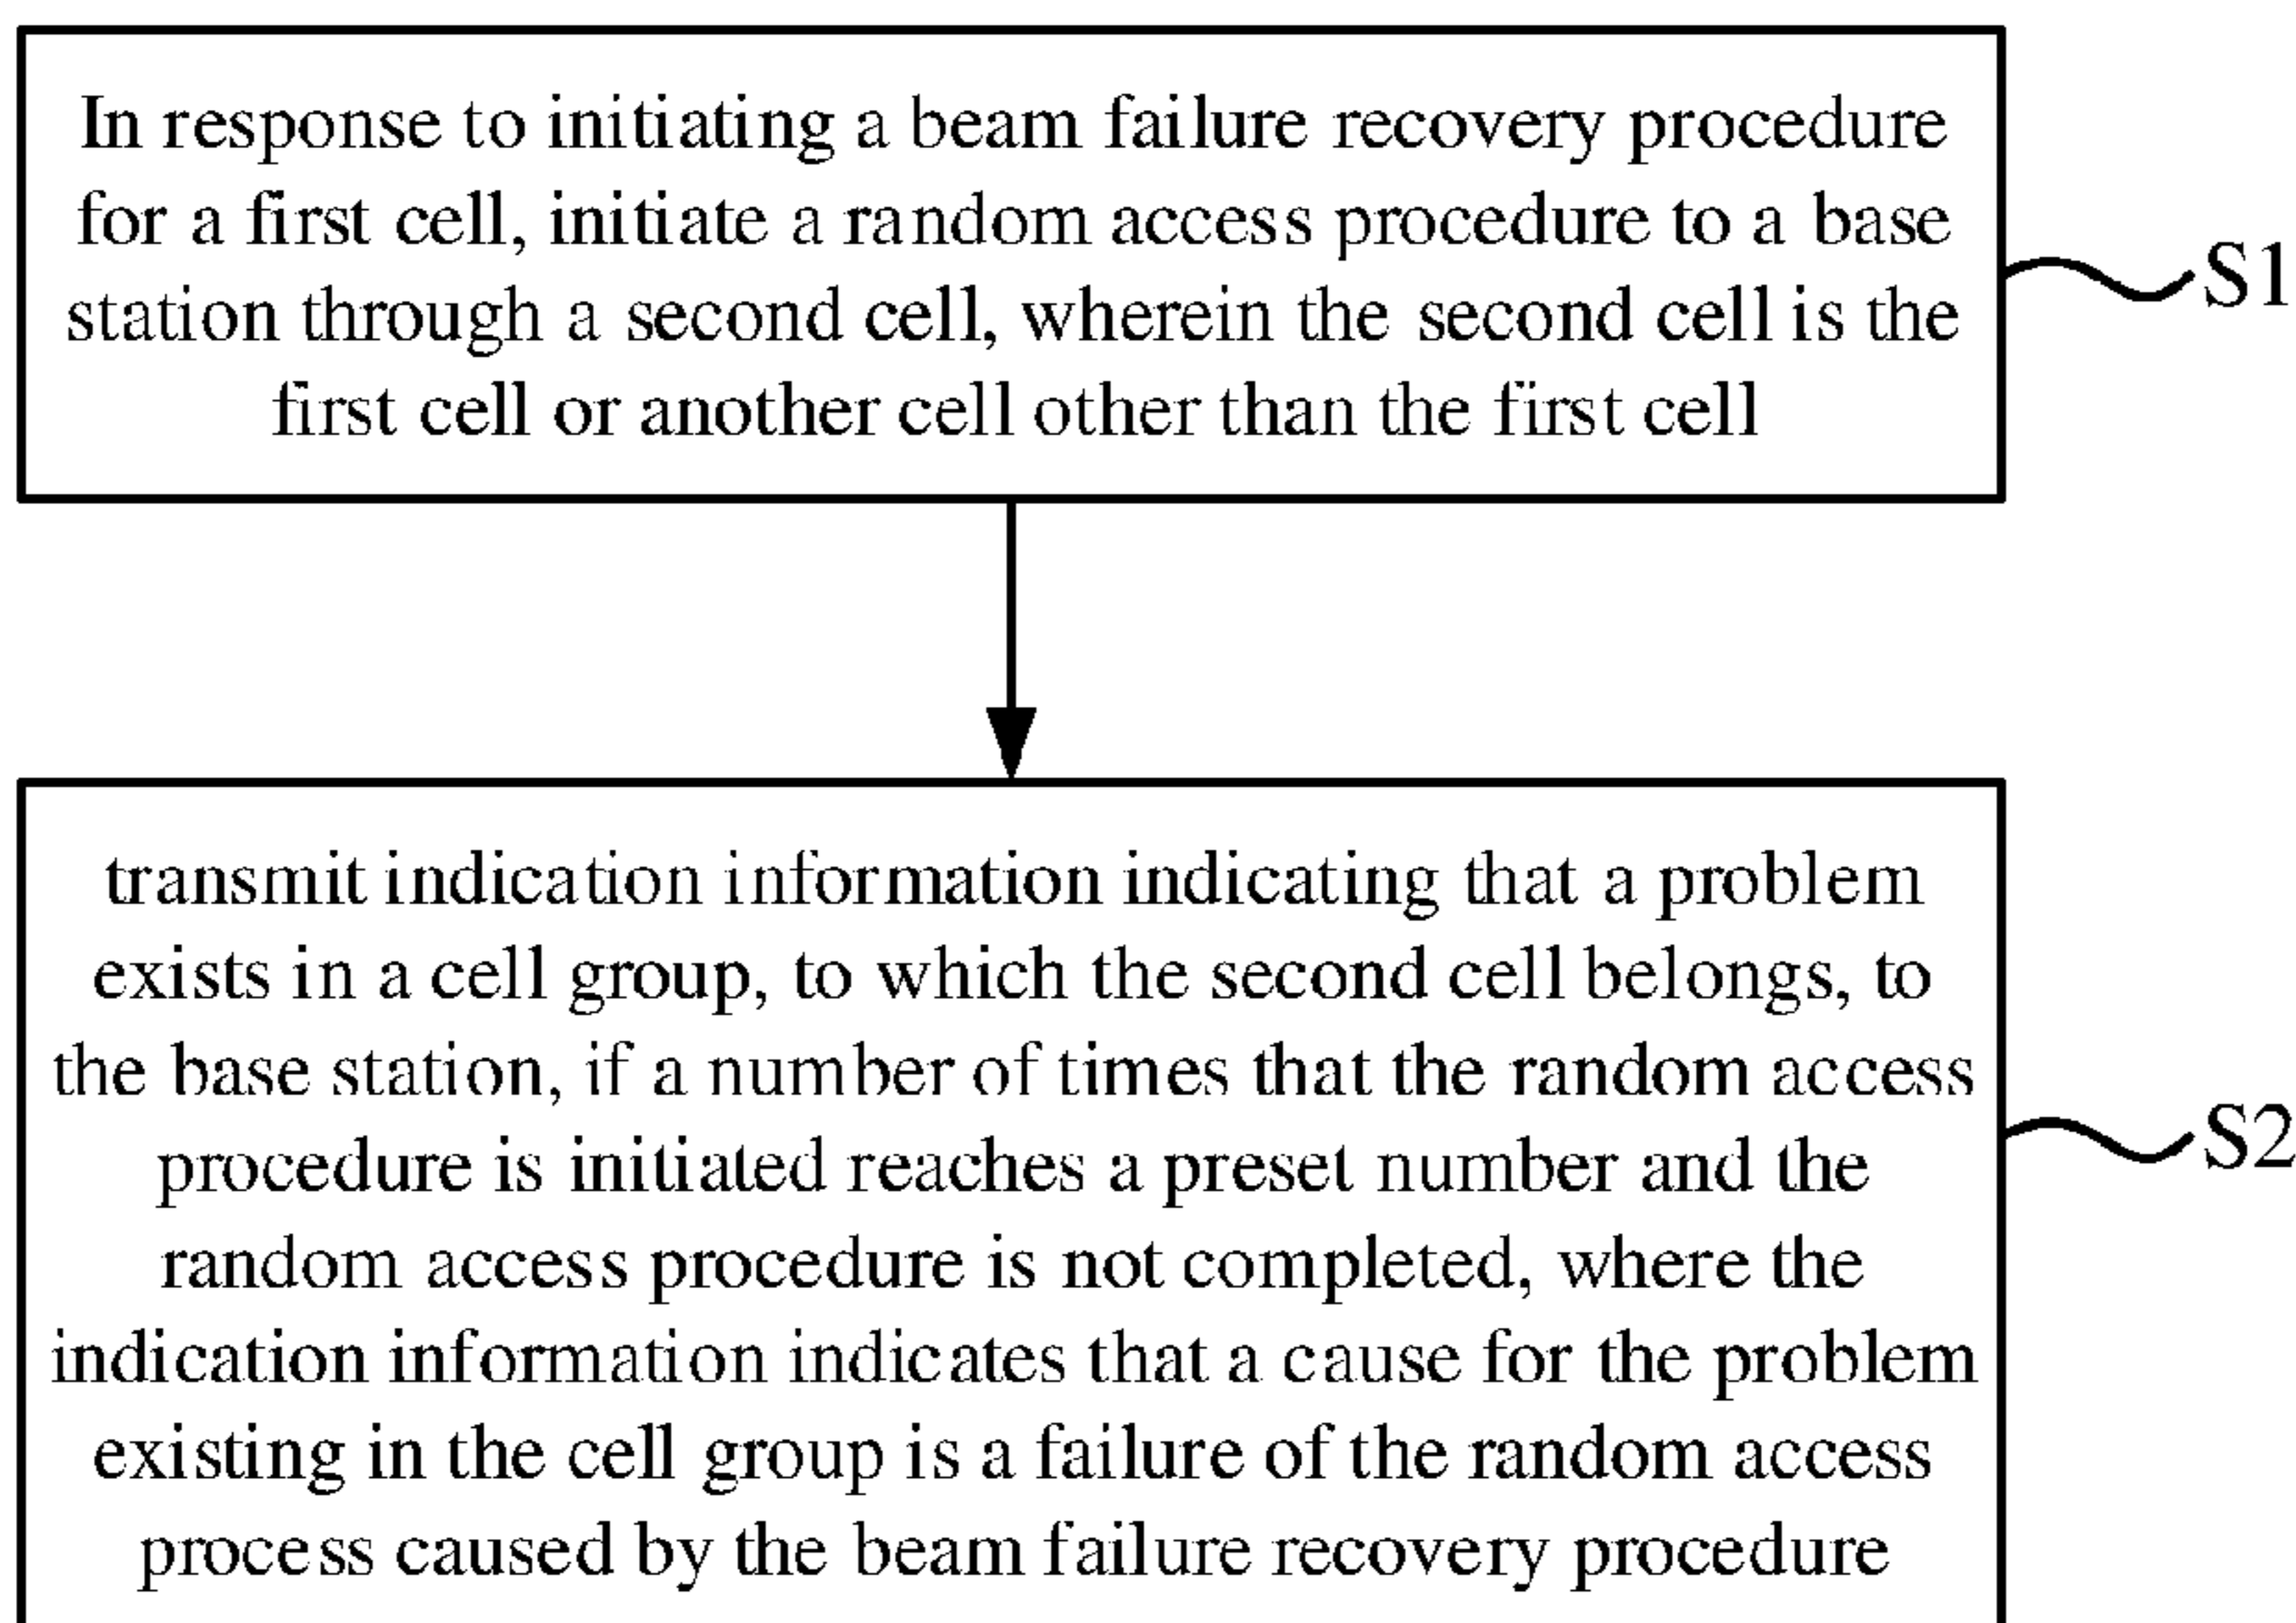 In response to initiating a beam failure recovery procedure
for a first cell, initiate a random access procedure to a base
station through a second cell, wherein the second cell is the
first cell or another cell other than the first cell
S1
transmit indication information indicating that a problem
exists in a cell group, to which the second cell belongs, to
the base station, if a number of times that the random access
procedure is initiated reaches a preset number and the
random access procedure is not completed, where the
indication information indicates that a cause for the problem
existing in the cell group is a failure of the random access
process caused by the beam failure recovery procedure
S2